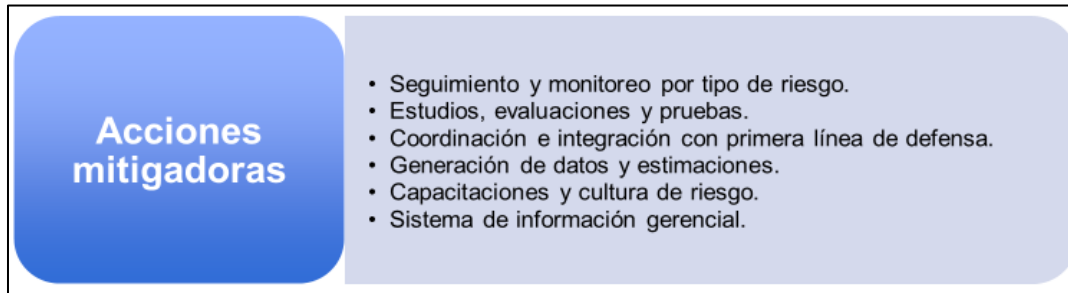 Acciones
mitigadoras
• Seguimiento y monitoreo por tipo de riesgo.
• Estudios, evaluaciones y pruebas.
• Coordinación e integración con primera línea de defensa.
• Generación de datos y estimaciones.
• Capacitaciones y cultura de riesgo.
• Sistema de información gerencial.